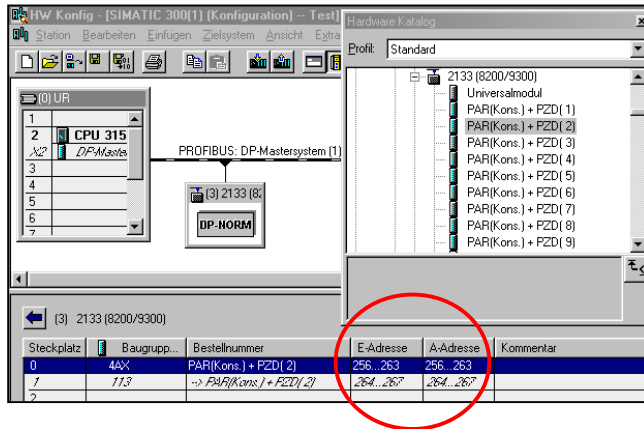 HW Konfig - [SIMATIC 300(1) (Konfiguration) -- Test]
Station Bearbeiten Einfügen Zielsystem Ansicht Extra
Hardware Katalog
Profil: Standard
2133 (8200/9300)
Universalmodul
PAR(Kons.) + PZD( 1)
PAR(Kons.) + PZD( 2)
PAR(Kons.) + PZD( 3)
PAR(Kons.) + PZD( 4)
PAR(Kons.) + PZD( 5)
PAR(Kons.) + PZD( 6)
PAR(Kons.) + PZD( 7)
PAR(Kons.) + PZD( 8)
PAR(Kons.) + PZD( 9)
(0) UR
1
2 CPU 315
X2 DP-Master
3
4
5
6
7
PROFIBUS: DP-Mastersystem (1)
(3) 2133 (82
DP-NORM
(3) 2133 (8200/9300)
Steckplatz Baugrupp... Bestellnummer E-Adresse A-Adresse Kommentar
0 4AX PAR(Kons.) + PZD( 2) 256...263 256...263
1 113 --> PAR(Kons.) + PZD( 2) 264...267 264...267
2